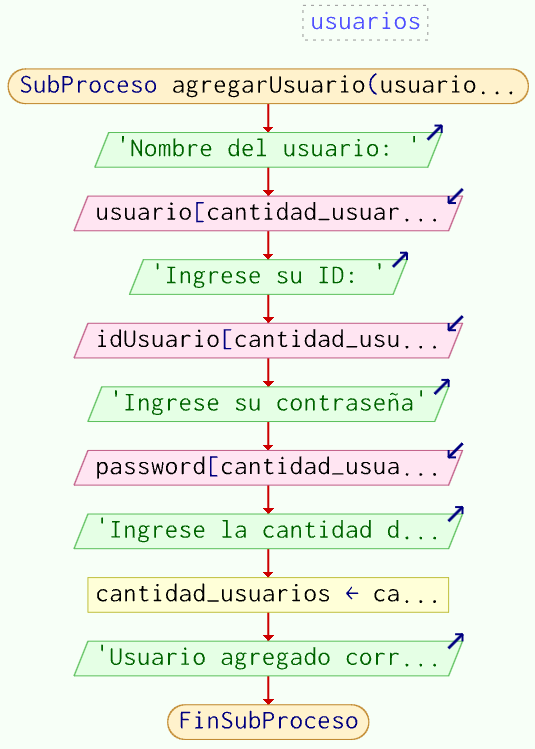 usuarios
SubProceso agregarUsuario(usuario...
'Nombre del usuario: '
usuario[cantidad_usuar...
'Ingrese su ID: '
idUsuario[cantidad_usu...
'Ingrese su contraseña'
password[cantidad_usua...
'Ingrese la cantidad d...
cantidad_usuarios ← ca...
'Usuario agregado corr...
FinSubProceso